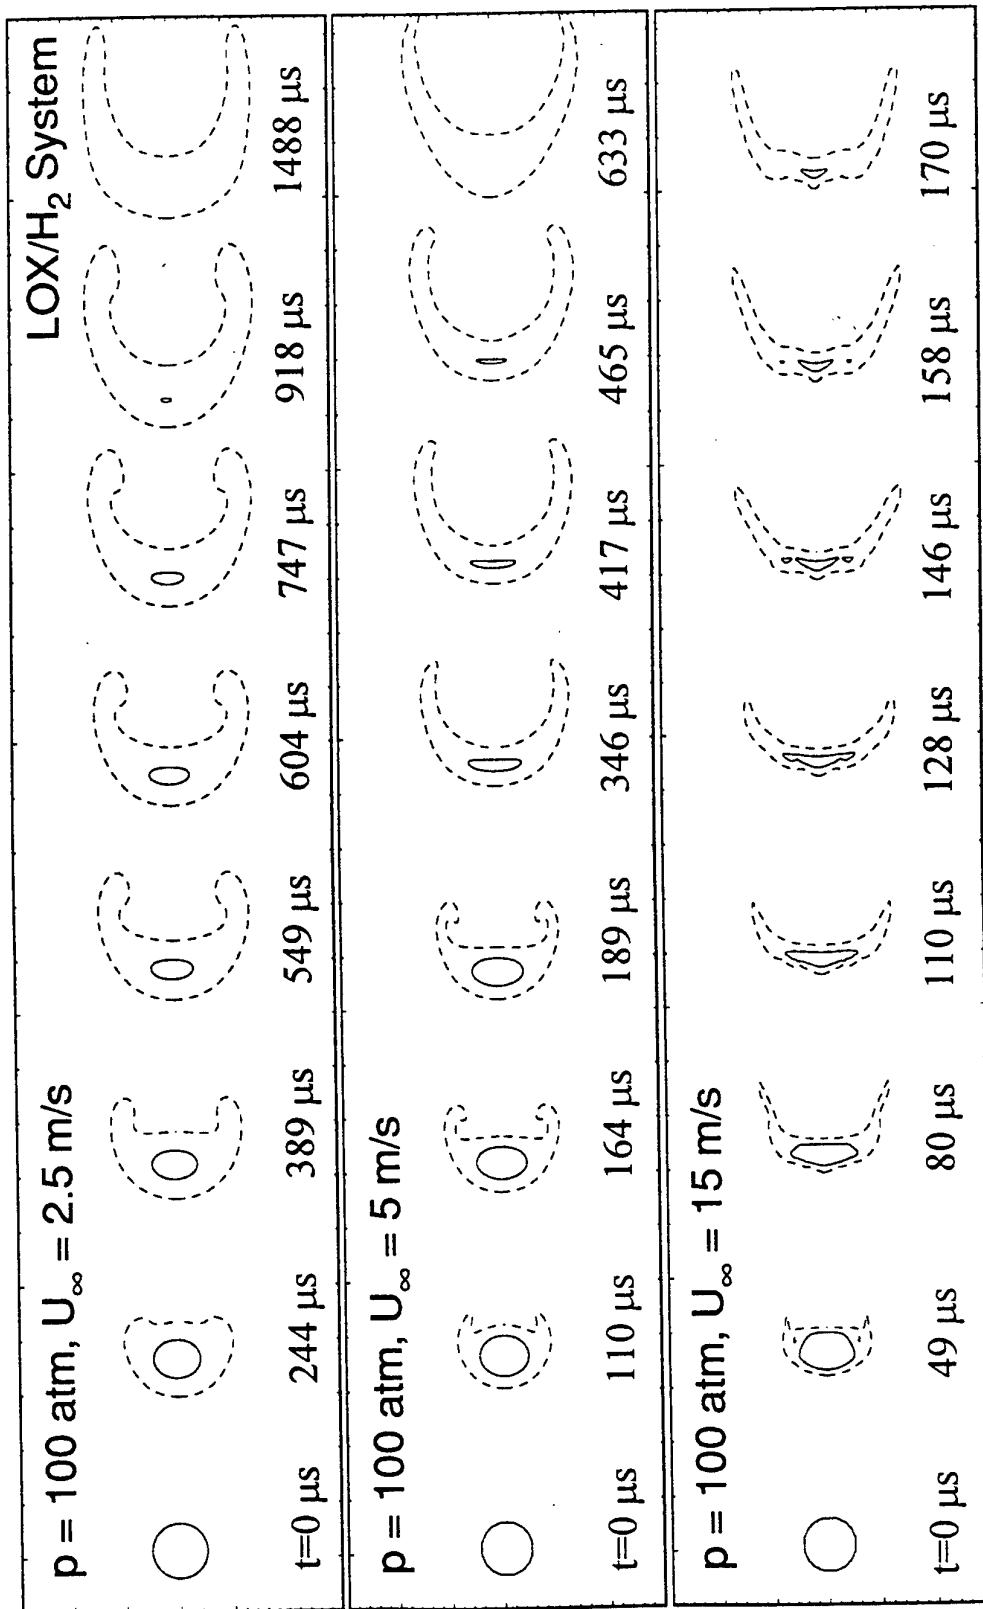 LOX/H₂ System
p = 100 atm, U∞ = 2.5 m/s
t=0 μs 244 μs 389 μs 549 μs 604 μs 747 μs 918 μs 1488 μs
p = 100 atm, U∞ = 5 m/s
t=0 μs 110 μs 164 μs 189 μs 346 μs 417 μs 465 μs 633 μs
p = 100 atm, U∞ = 15 m/s
t=0 μs 49 μs 80 μs 110 μs 128 μs 146 μs 158 μs 170 μs